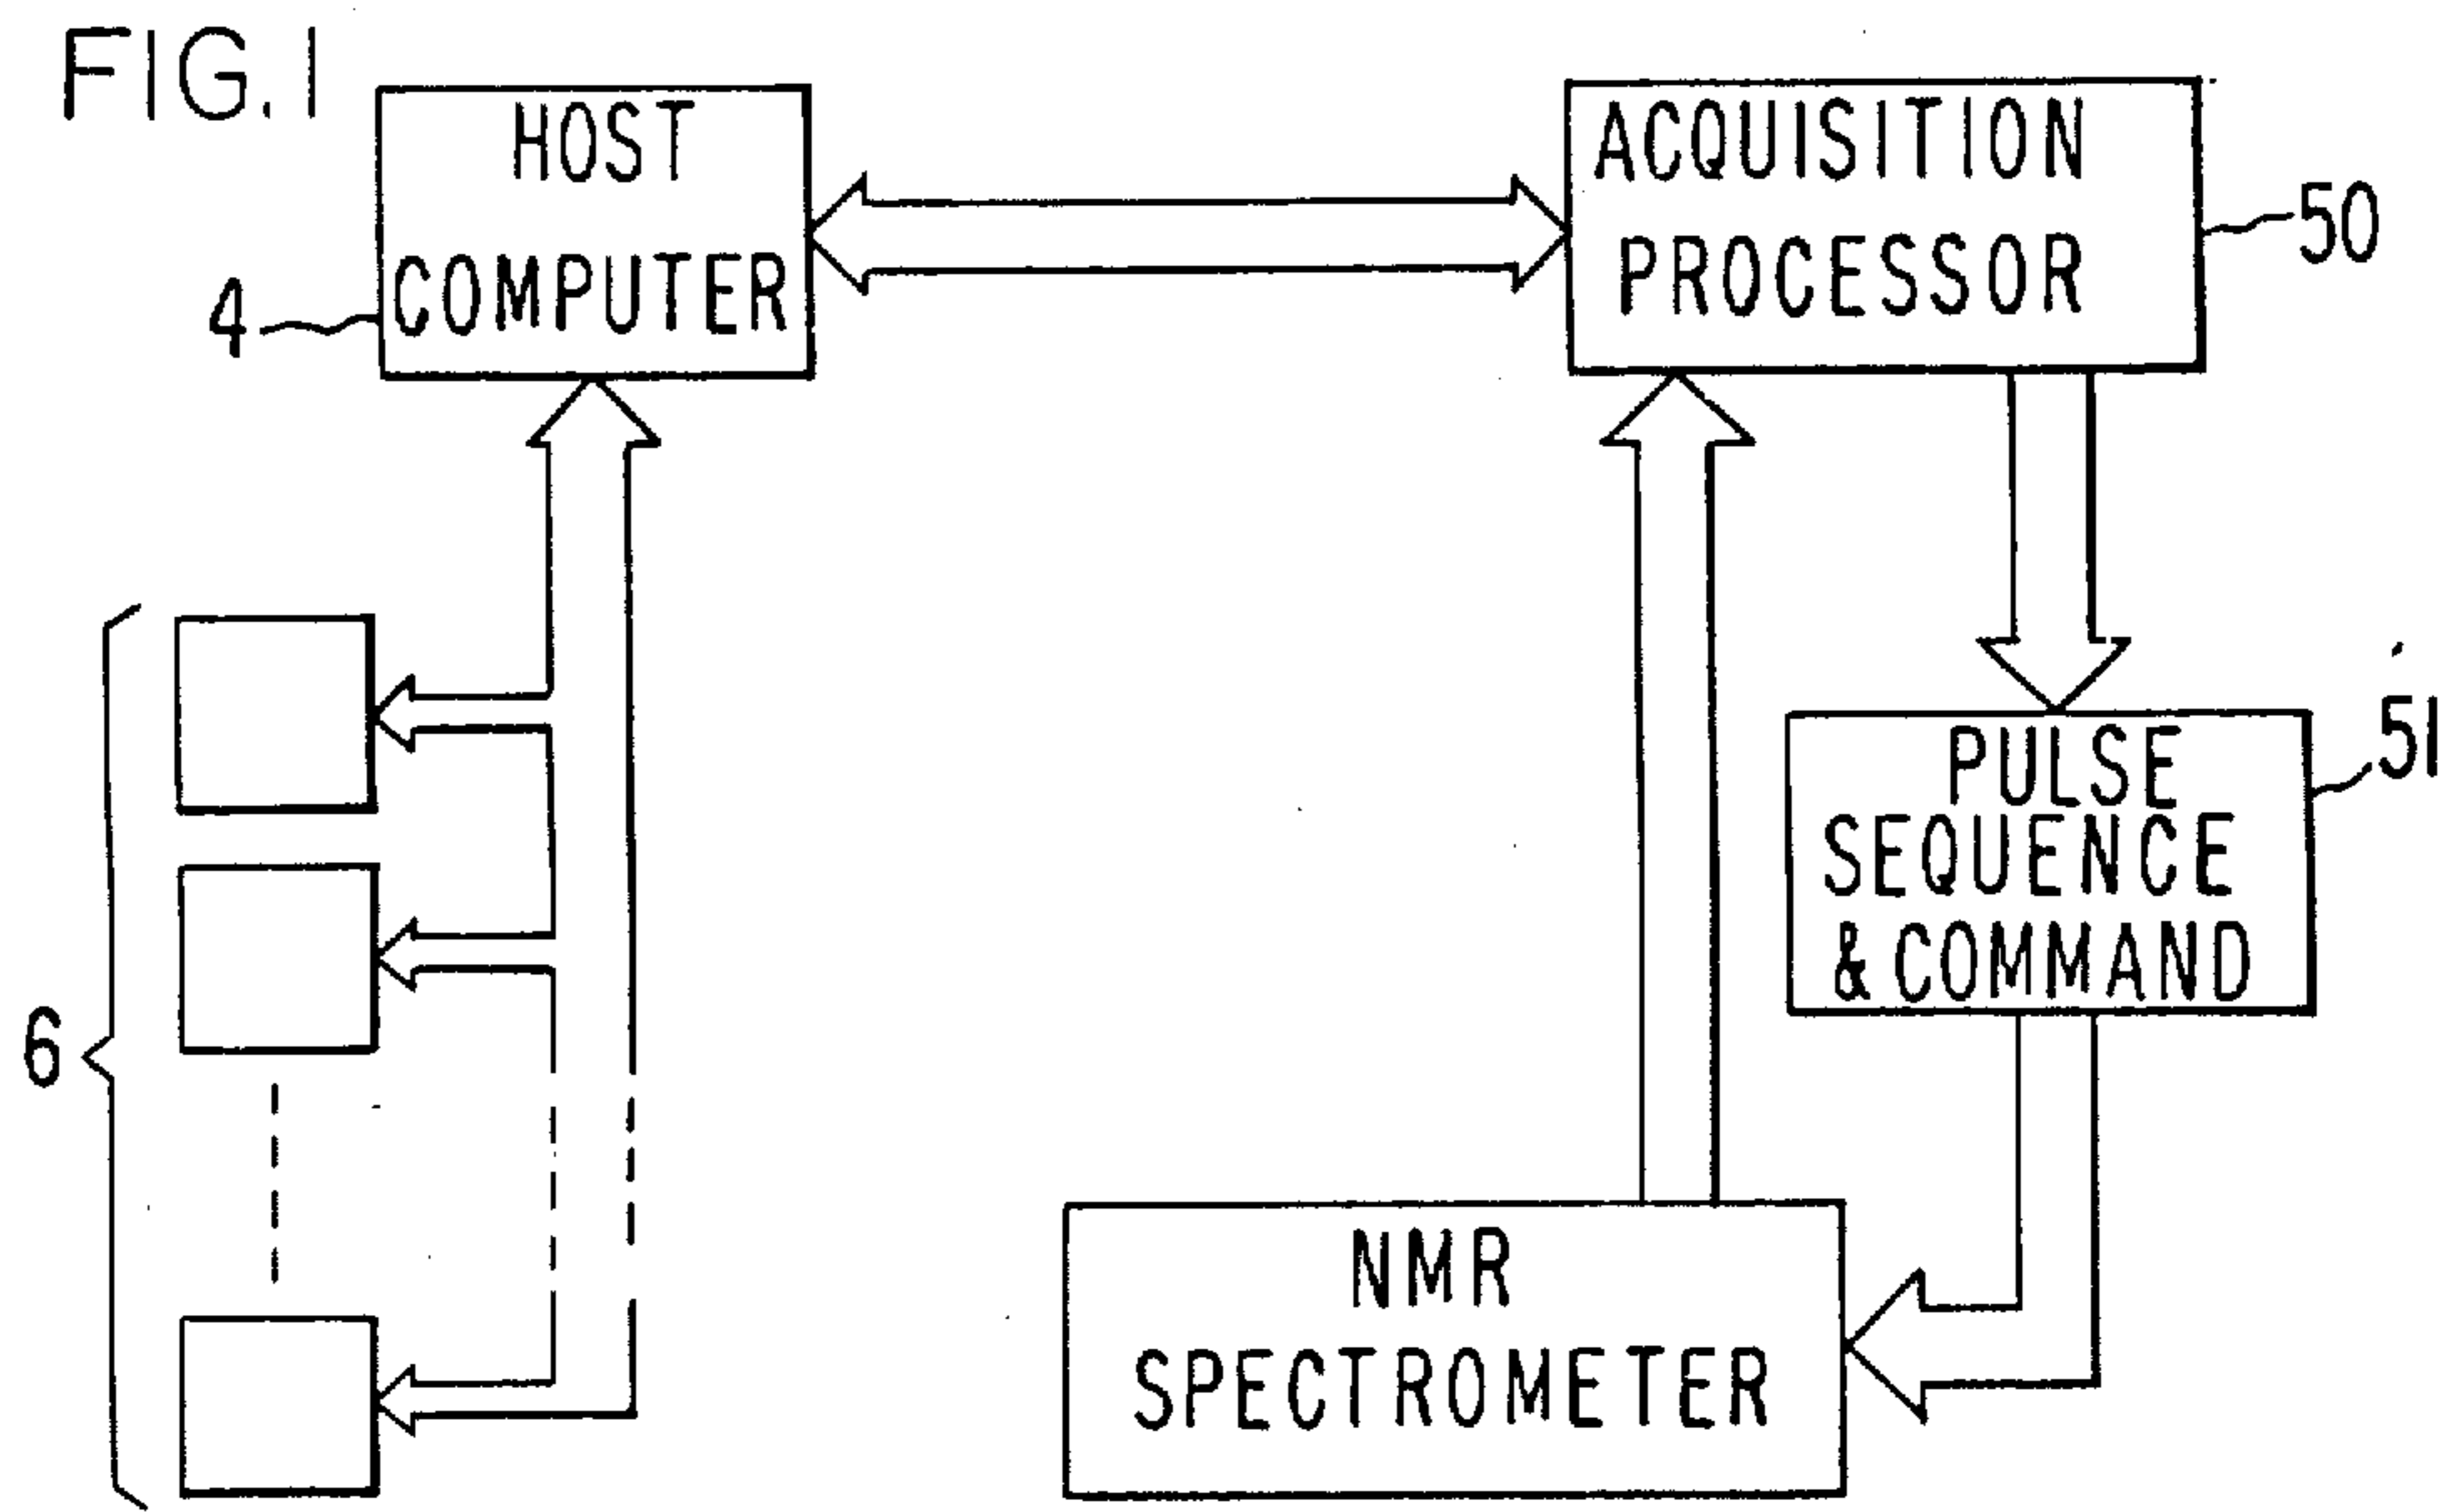 FIG. 1
HOST
COMPUTER
4
ACQUISITION
PROCESSOR
50
PULSE
SEQUENCE
& COMMAND
51
6
NMR
SPECTROMETER